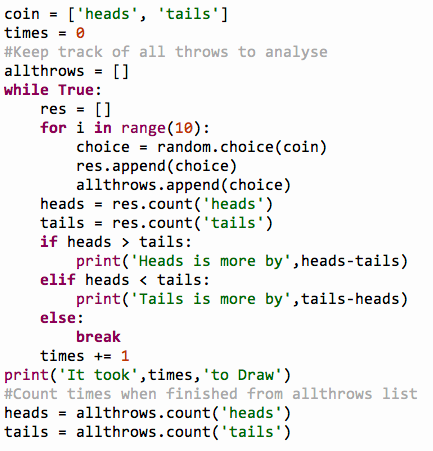 coin = ['heads', 'tails']
times = 0
#Keep track of all throws to analyse
allthrows = []
while True:
    res = []
    for i in range(10):
        choice = random.choice(coin)
        res.append(choice)
        allthrows.append(choice)
    heads = res.count('heads')
    tails = res.count('tails')
    if heads > tails:
        print('Heads is more by',heads-tails)
    elif heads < tails:
        print('Tails is more by',tails-heads)
    else:
        break
    times += 1
print('It took',times,'to Draw')
#Count times when finished from allthrows list
heads = allthrows.count('heads')
tails = allthrows.count('tails')